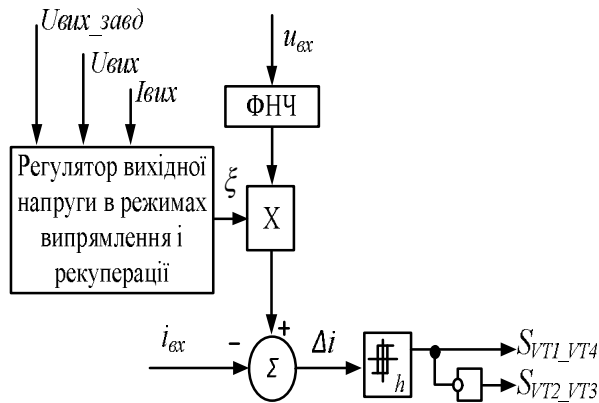 Uвих_завд
Uвих
Iвих
uвх
ФНЧ
Регулятор вихідної
напруги в режимах
випрямлення і
рекуперації
ξ
X
+
iвх
−
Σ
Δi
h
SVT1_VT4
SVT2_VT3